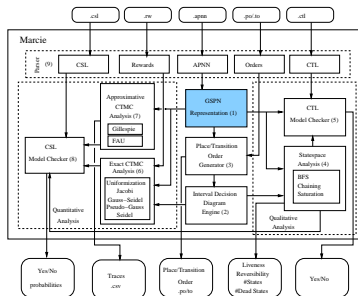 .csl
.rw
.apnn
.po/.to
.ctl
Marcie
Parser (9)
CSL
Rewards
APNN
Orders
CTL
Approximative
CTMC
Analysis (7)
Gillespie
FAU
GSPN
Representation (1)
CTL
Model Checker (5)
CSL
Model Checker (8)
Place/Transition
Order
Generator (3)
Statespace
Analysis (4)
BFS
Chaining
Saturation
Exact CTMC
Analysis (6)
Uniformization
Jacobi
Gauss−Seidel
Pseudo−Gauss
Seidel
Interval Decision
Diagram
Engine (2)
Quantitative
Analysis
Qualitative
Analysis
Yes/No
probabilities
Traces
.csv
Place/Transition
Order
.po/.to
Liveness
Reversibility
#States
#Dead States
Yes/No